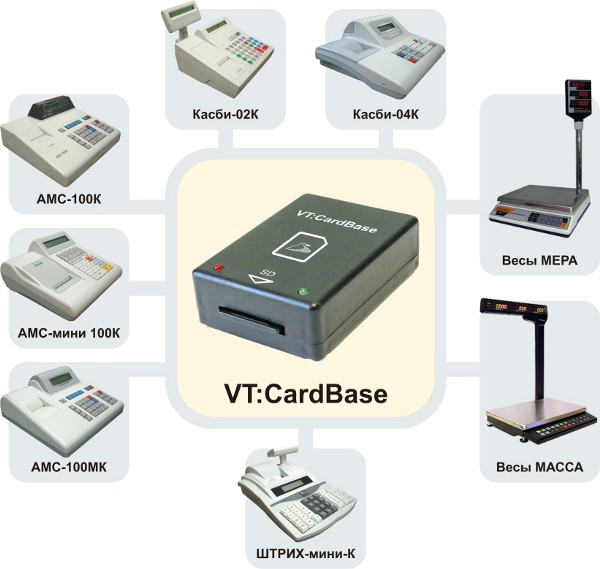 Касби-02К
Касби-04К
АМС-100К
VT:CardBase
SD
Весы МЕРА
АМС-мини 100К
VT:CardBase
АМС-100МК
Весы МАССА
ШТРИХ-мини-К